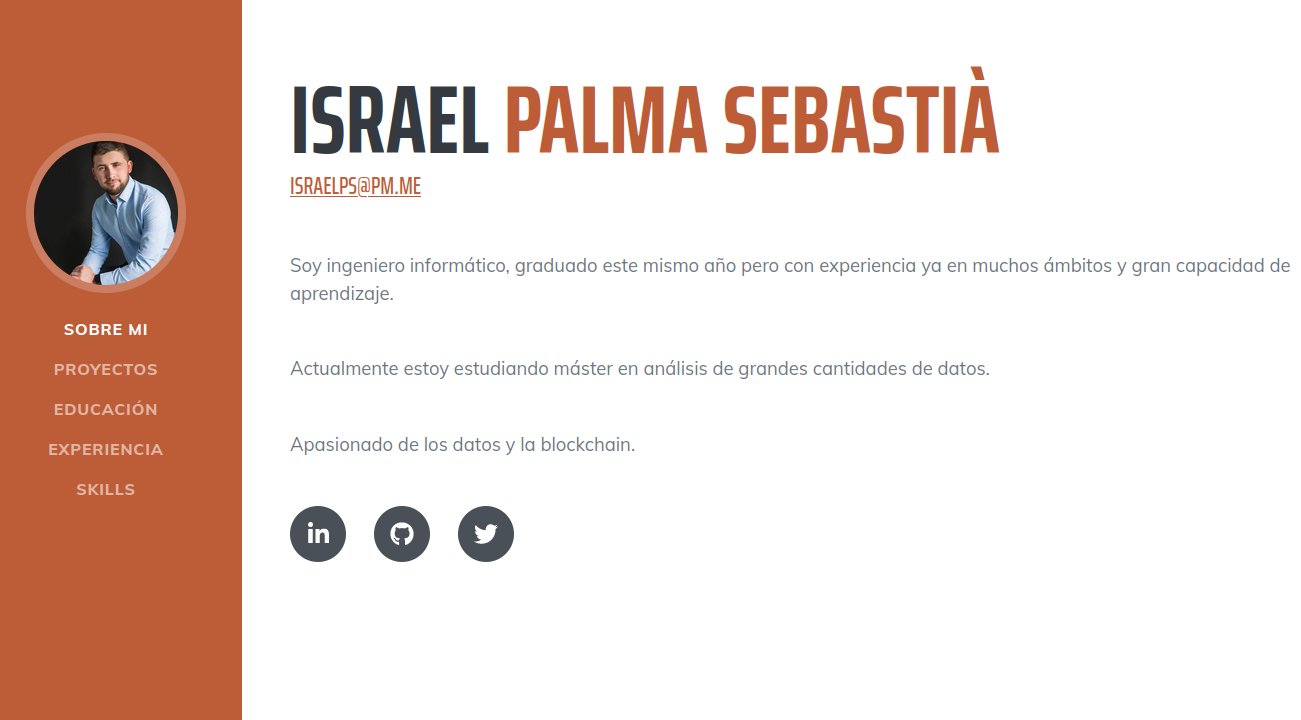 SOBRE MI
PROYECTOS
EDUCACIÓN
EXPERIENCIA
SKILLS
ISRAEL PALMA SEBASTIÀ
ISRAELPS@PM.ME
Soy ingeniero informático, graduado este mismo año pero con experiencia ya en muchos ámbitos y gran capacidad de
aprendizaje.
Actualmente estoy estudiando máster en análisis de grandes cantidades de datos.
Apasionado de los datos y la blockchain.
in